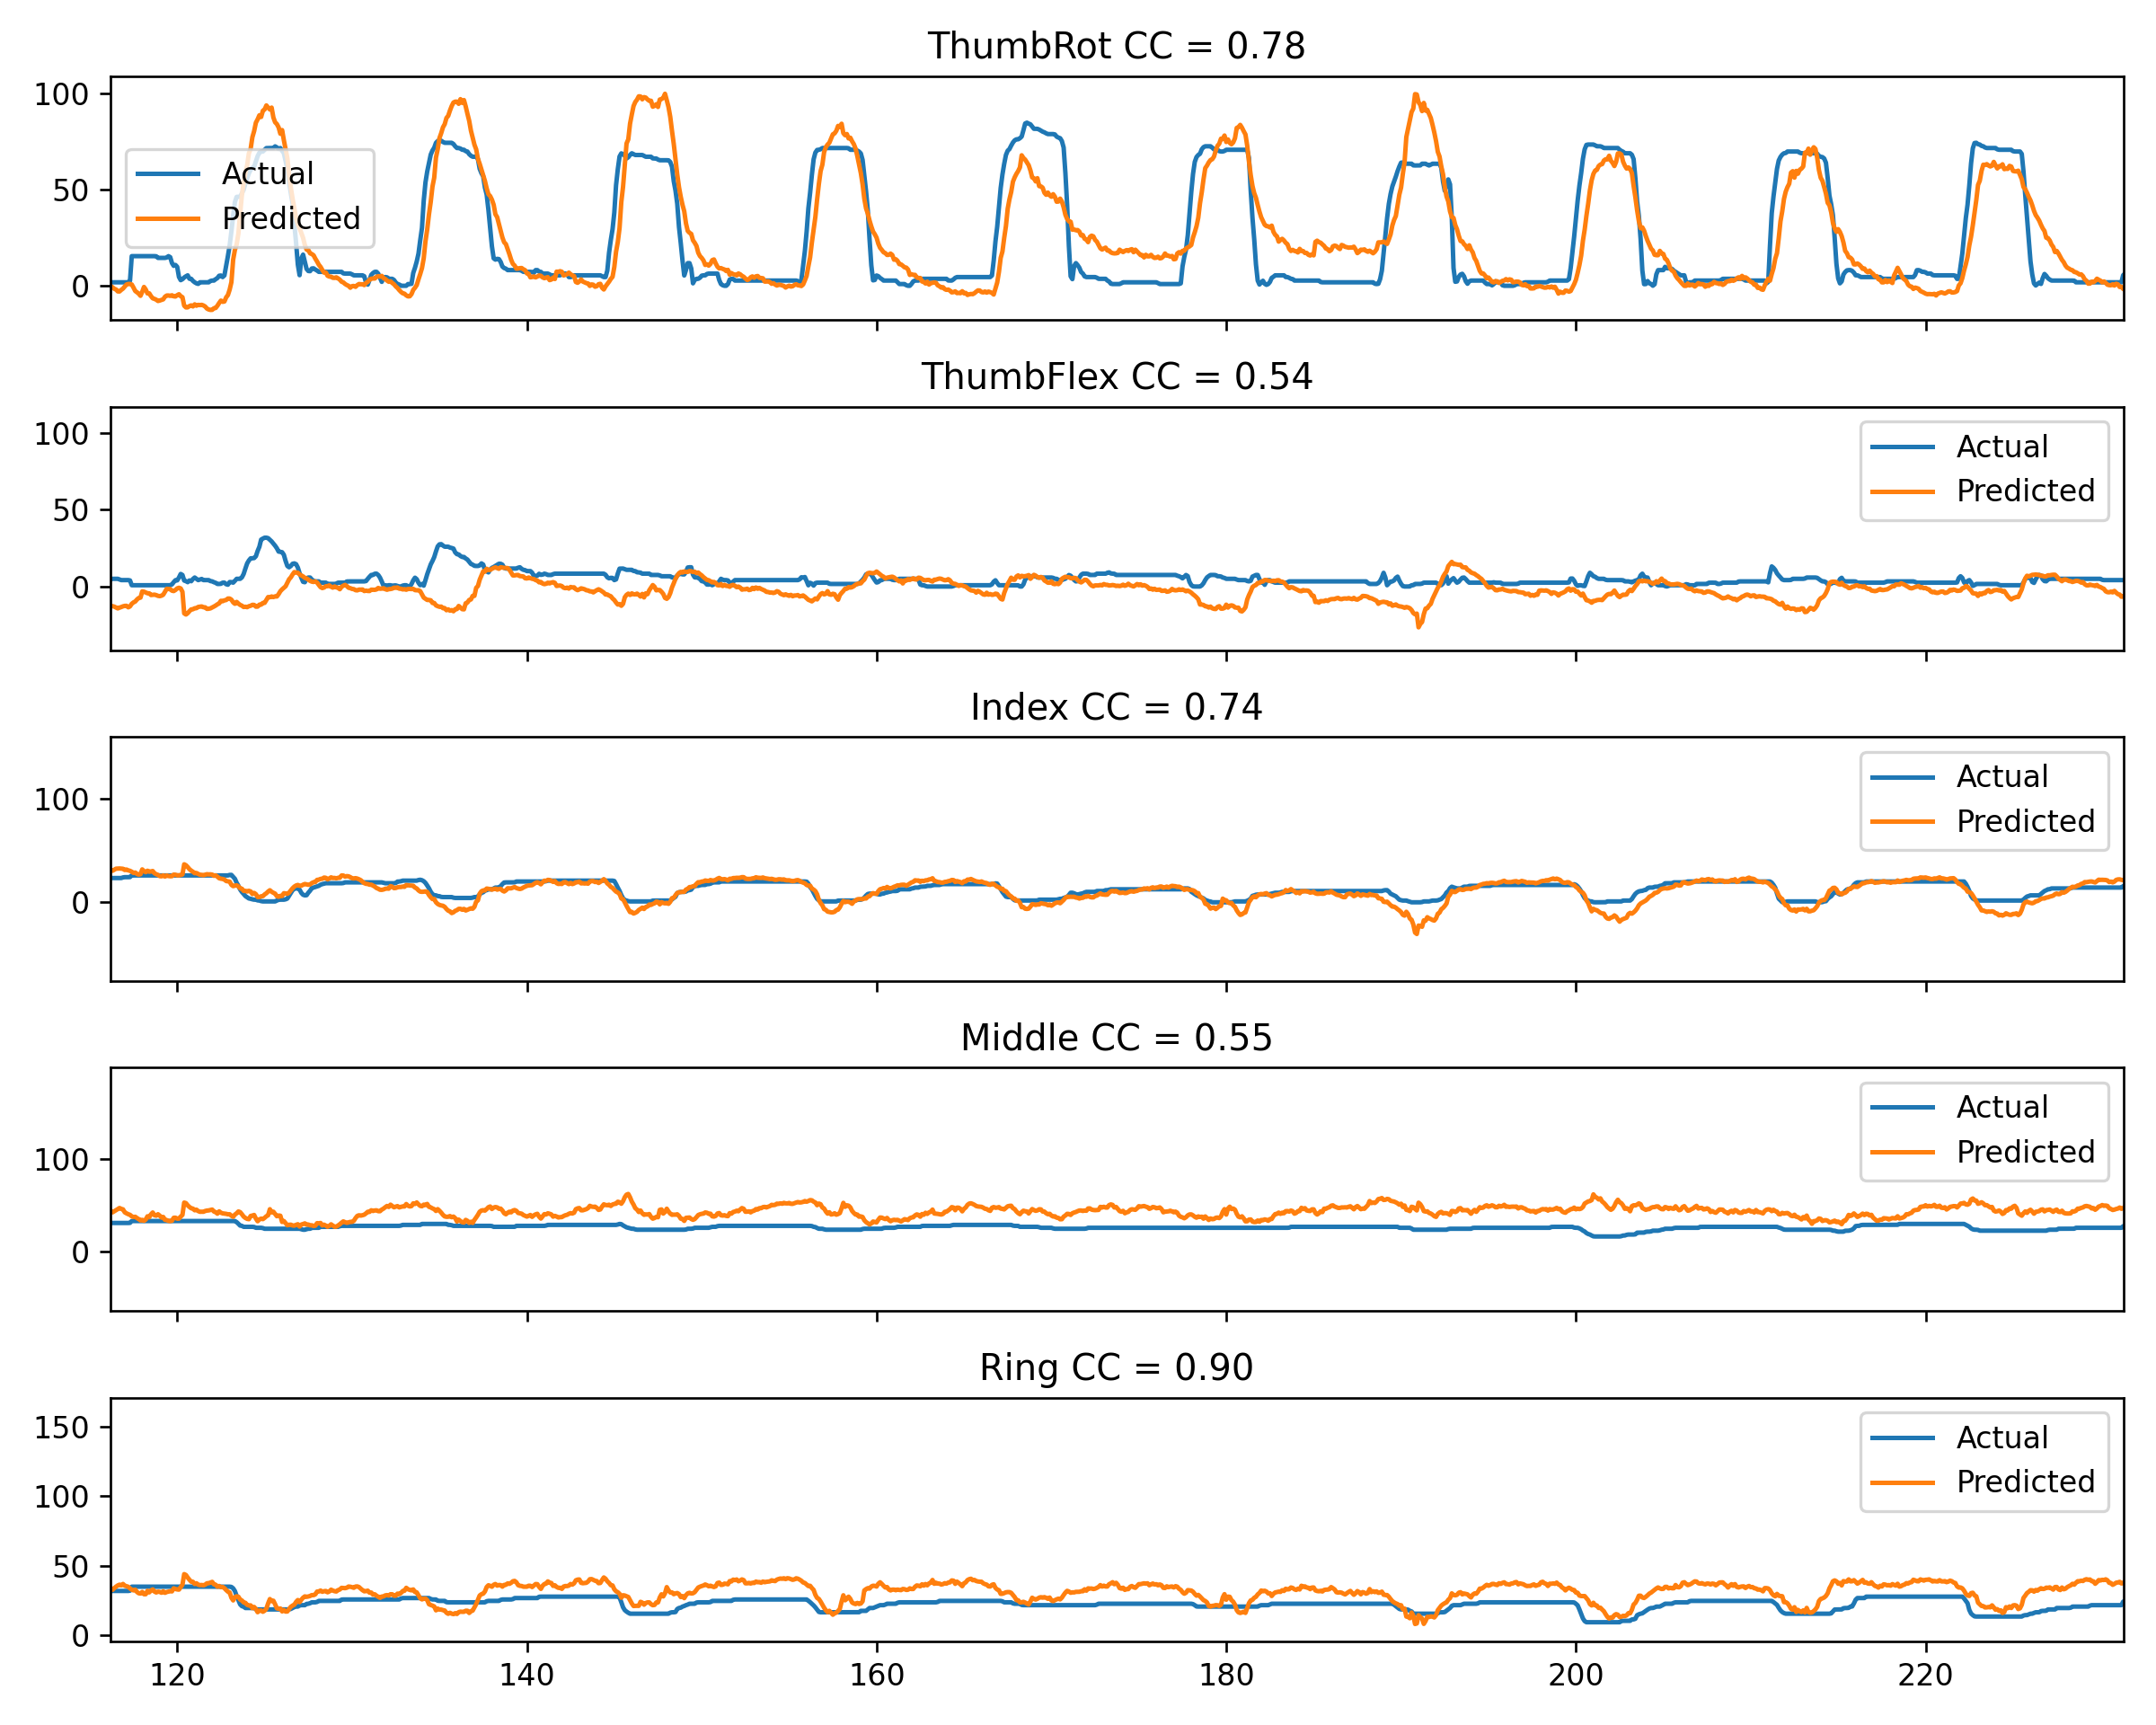 ThumbRot CC = 0.78
100
50
0
Actual
Predicted
ThumbFlex CC = 0.54
100
50
0
Actual
Predicted
Index CC = 0.74
100
0
Actual
Predicted
Middle CC = 0.55
100
0
Actual
Predicted
Ring CC = 0.90
150
100
50
0
Actual
Predicted
120 140 160 180 200 220